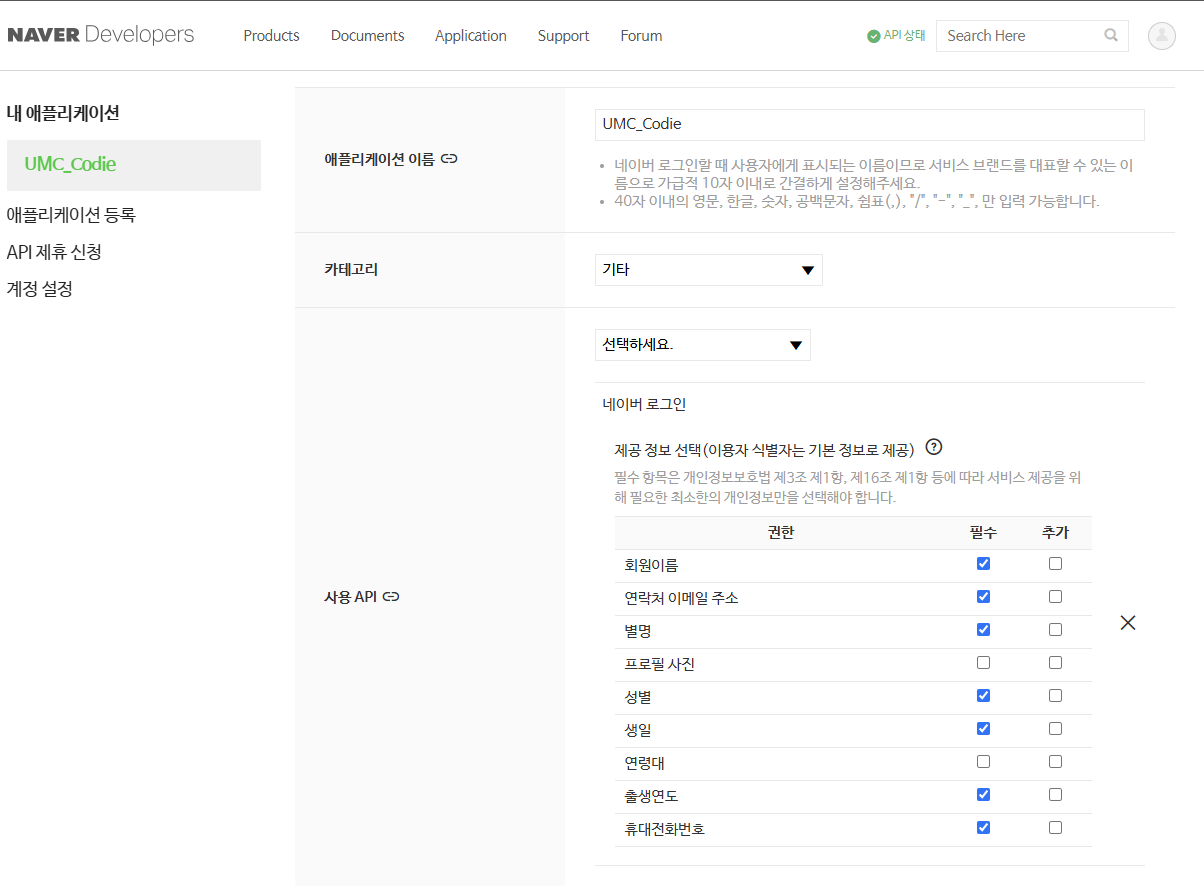 NAVER Developers Products Documents Application Support Forum API 상태 Search Here
내 애플리케이션
UMC_Codie
애플리케이션 등록
API 제휴 신청
계정 설정
애플리케이션 이름
UMC_Codie
네이버 로그인할 때 사용자에게 표시되는 이름이므로 서비스 브랜드를 대표할 수 있는 이
름으로 가급적 10자 이내로 간결하게 설정해주세요.
40자 이내의 영문, 한글, 숫자, 공백문자, 쉼표(,), "/", "-", "_", 만 입력 가능합니다.
카테고리
기타
사용 API
선택하세요.
네이버 로그인
제공 정보 선택(이용자 식별자는 기본 정보로 제공) ?
필수 항목은 개인정보보호법 제3조 제1항, 제16조 제1항 등에 따라 서비스 제공을 위
해 필요한 최소한의 개인정보만을 선택해야 합니다.
권한 필수 추가
회원이름
연락처 이메일 주소
별명
프로필 사진
성별
생일
연령대
출생연도
휴대전화번호